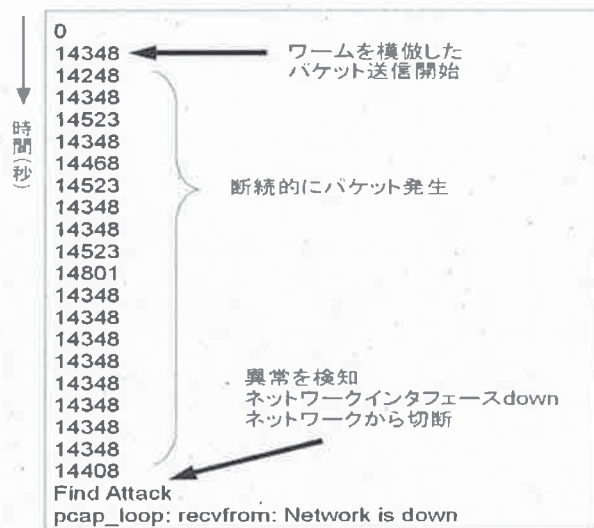 時間(秒)
0
14348
ワームを模倣した
パケット送信開始
14248
14348
14523
14348
14468
14523
断続的にパケット発生
14348
14348
14523
14801
14348
14348
14348
14348
14348
14348
14348
14348
14408
異常を検知
ネットワークインタフェースdown
ネットワークから切断
Find Attack
pcap_loop: recvfrom: Network is down